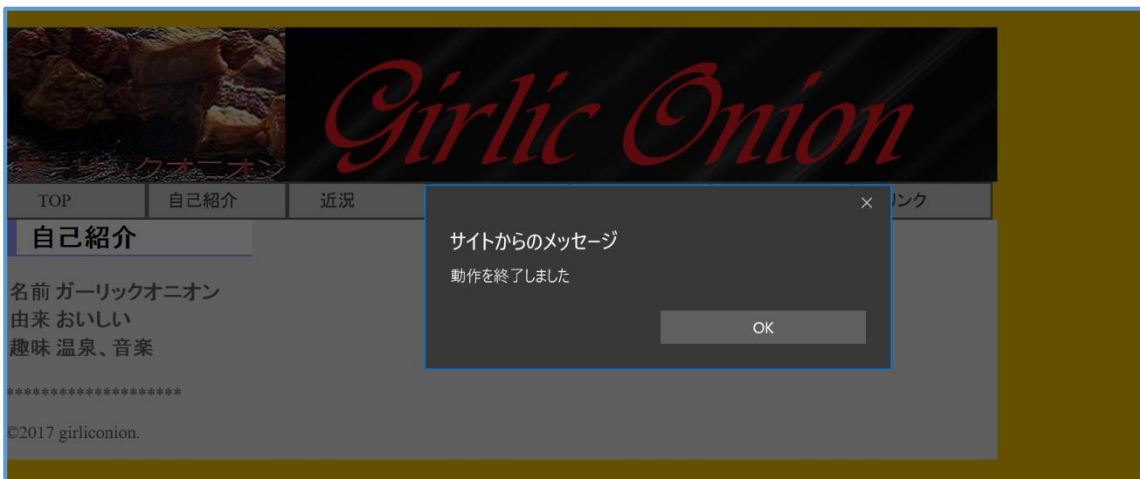 Girlic Onion
ガーリックオニオン
TOP 自己紹介 近況 リンク
自己紹介
名前 ガーリックオニオン
由来 おいしい
趣味 温泉、音楽
********************
©2017 girliconion.
サイトからのメッセージ
動作を終了しました
OK